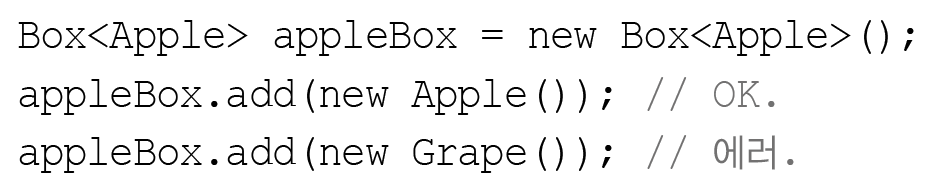 Box<Apple> appleBox = new Box<Apple>();
appleBox.add(new Apple()); // OK.
appleBox.add(new Grape()); // 에러.